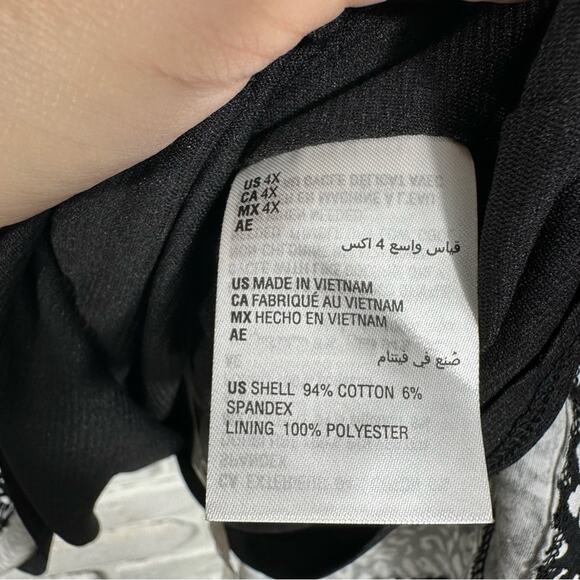 US 4X
CA 4X
MX 4X
AE
قياس واسع 4 اكس
US MADE IN VIETNAM
CA FABRIQUÉ AU VIETNAM
MX HECHO EN VIETNAM
AE
صُنع في فيتنام
US SHELL 94% COTTON 6%
SPANDEX
LINING 100% POLYESTER